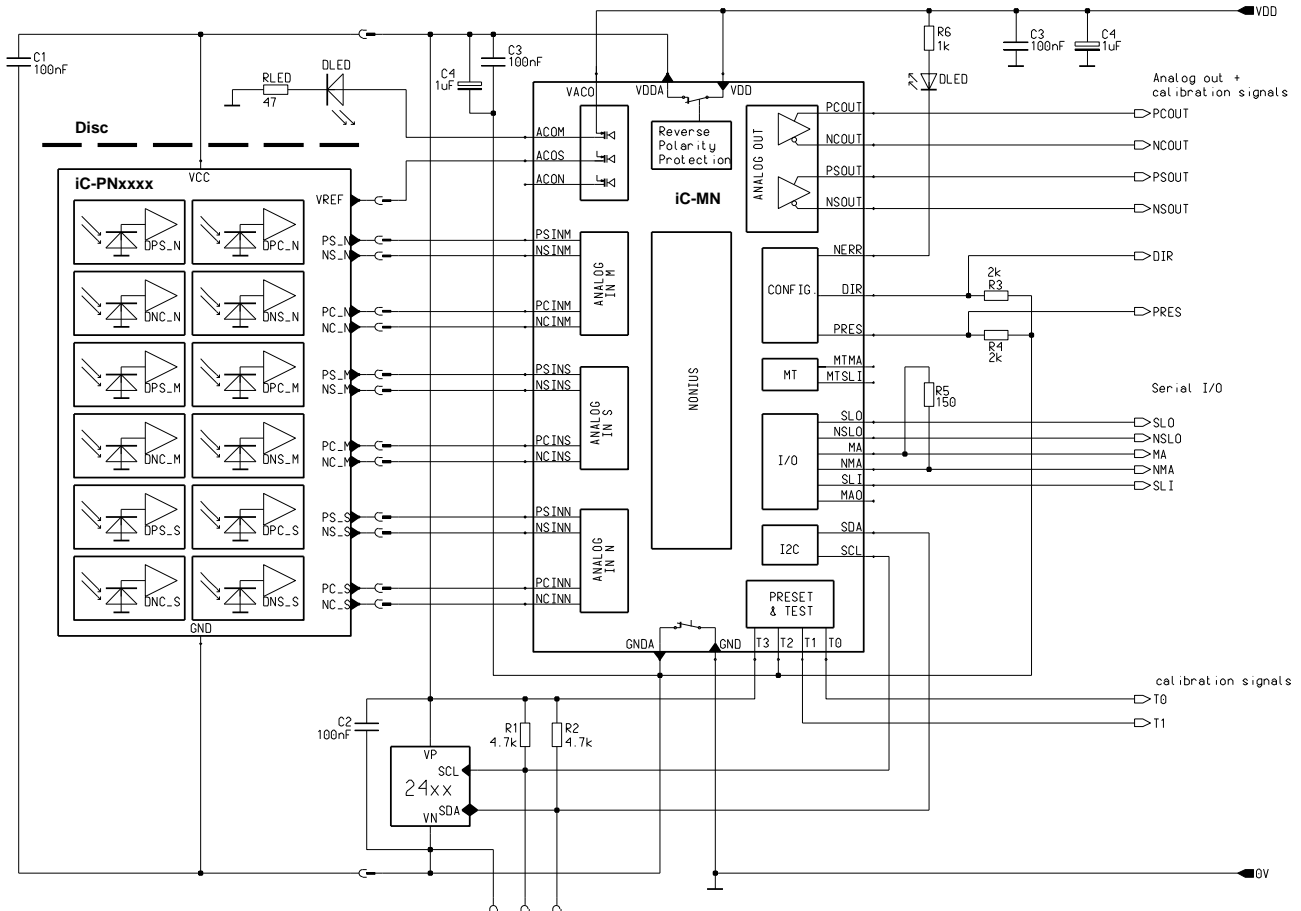 VDD
C1
100nF
RLED
47
DLED
C4
1uF
C3
100nF
R6
1k
DLED
C3
100nF
C4
1uF
Analog out +
calibration signals
Disc
VACO
VDDA
VDD
iC-PNxxxx
VCC
VREF
DPS_N
DPC_N
DNC_N
DNS_N
DPS_M
DPC_M
DNC_M
DNS_M
DPS_S
DPC_S
DNC_S
DNS_S
GND
PS_N
NS_N
PC_N
NC_N
PS_M
NS_M
PC_M
NC_M
PS_S
NS_S
PC_S
NC_S
ACOM
ACOS
ACON
Reverse
Polarity
Protection
iC-MN
PSINM
NSINM
PCINM
NCINM
ANALOG
IN M
PSINS
NSINS
PCINS
NCINS
ANALOG
IN S
PSINN
NSINN
PCINN
NCINN
ANALOG
IN N
NONIUS
ANALOG OUT
PCOUT
NCOUT
PSOUT
NSOUT
PCOUT
NCOUT
PSOUT
NSOUT
CONFIG.
NERR
DIR
PRES
DIR
2k
R3
PRES
R4
2k
MT
MTMA
MTSLI
R5
150
Serial I/O
I/O
SLO
NSLO
MA
NMA
SLI
MAO
SLO
NSLO
MA
NMA
SLI
I2C
SDA
SCL
PRESET
& TEST
GNDA
GND
T3
T2
T1
T0
calibration signals
T0
T1
C2
100nF
R1
4.7k
R2
4.7k
VP
SCL
24xx
SDA
VN
0V